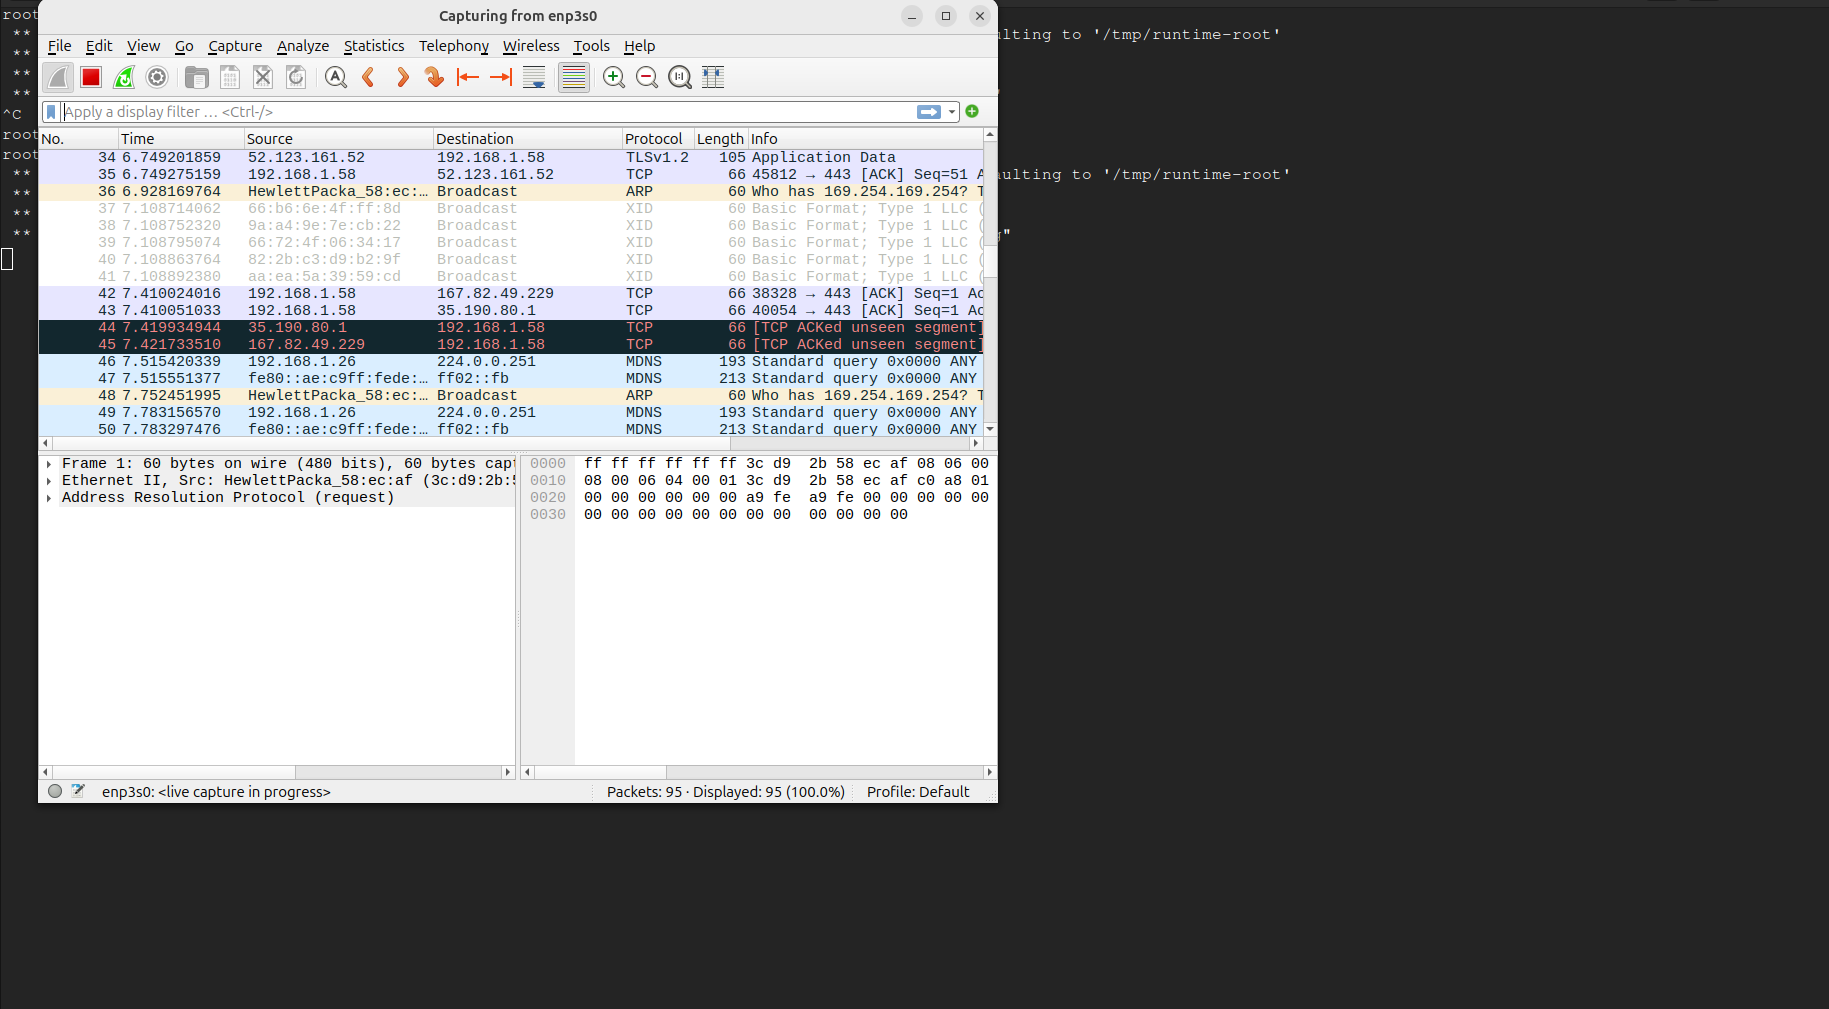 Capturing from enp3s0
root
**
**
**
**
^C
root
root
**
**
**
**
ulting to '/tmp/runtime-root'
ulting to '/tmp/runtime-root'
"
File Edit View Go Capture Analyze Statistics Telephony Wireless Tools Help
Apply a display filter … <Ctrl-/>
No. Time Source Destination Protocol Length Info
34 6.749201859 52.123.161.52 192.168.1.58 TLSv1.2 105 Application Data
35 6.749275159 192.168.1.58 52.123.161.52 TCP 66 45812 → 443 [ACK] Seq=51 A
36 6.928169764 HewlettPacka_58:ec:… Broadcast ARP 60 Who has 169.254.169.254? T
37 7.108714062 66:b6:6e:4f:ff:8d Broadcast XID 60 Basic Format; Type 1 LLC (
38 7.108752320 9a:a4:9e:7e:cb:22 Broadcast XID 60 Basic Format; Type 1 LLC (
39 7.108795074 66:72:4f:06:34:17 Broadcast XID 60 Basic Format; Type 1 LLC (
40 7.108863764 82:2b:c3:d9:b2:9f Broadcast XID 60 Basic Format; Type 1 LLC (
41 7.108892380 aa:ea:5a:39:59:cd Broadcast XID 60 Basic Format; Type 1 LLC (
42 7.410024016 192.168.1.58 167.82.49.229 TCP 66 38328 → 443 [ACK] Seq=1 Ac
43 7.410051033 192.168.1.58 35.190.80.1 TCP 66 40054 → 443 [ACK] Seq=1 Ac
44 7.419934944 35.190.80.1 192.168.1.58 TCP 66 [TCP ACKed unseen segment]
45 7.421733510 167.82.49.229 192.168.1.58 TCP 66 [TCP ACKed unseen segment]
46 7.515420339 192.168.1.26 224.0.0.251 MDNS 193 Standard query 0x0000 ANY
47 7.515551377 fe80::ae:c9ff:fede:… ff02::fb MDNS 213 Standard query 0x0000 ANY
48 7.752451995 HewlettPacka_58:ec:… Broadcast ARP 60 Who has 169.254.169.254? T
49 7.783156570 192.168.1.26 224.0.0.251 MDNS 193 Standard query 0x0000 ANY
50 7.783297476 fe80::ae:c9ff:fede:… ff02::fb MDNS 213 Standard query 0x0000 ANY
Frame 1: 60 bytes on wire (480 bits), 60 bytes capt
Ethernet II, Src: HewlettPacka_58:ec:af (3c:d9:2b:5
Address Resolution Protocol (request)
0000 ff ff ff ff ff ff 3c d9 2b 58 ec af 08 06 00
0010 08 00 06 04 00 01 3c d9 2b 58 ec af c0 a8 01
0020 00 00 00 00 00 00 a9 fe a9 fe 00 00 00 00 00
0030 00 00 00 00 00 00 00 00 00 00 00 00
enp3s0: <live capture in progress>
Packets: 95 · Displayed: 95 (100.0%)
Profile: Default